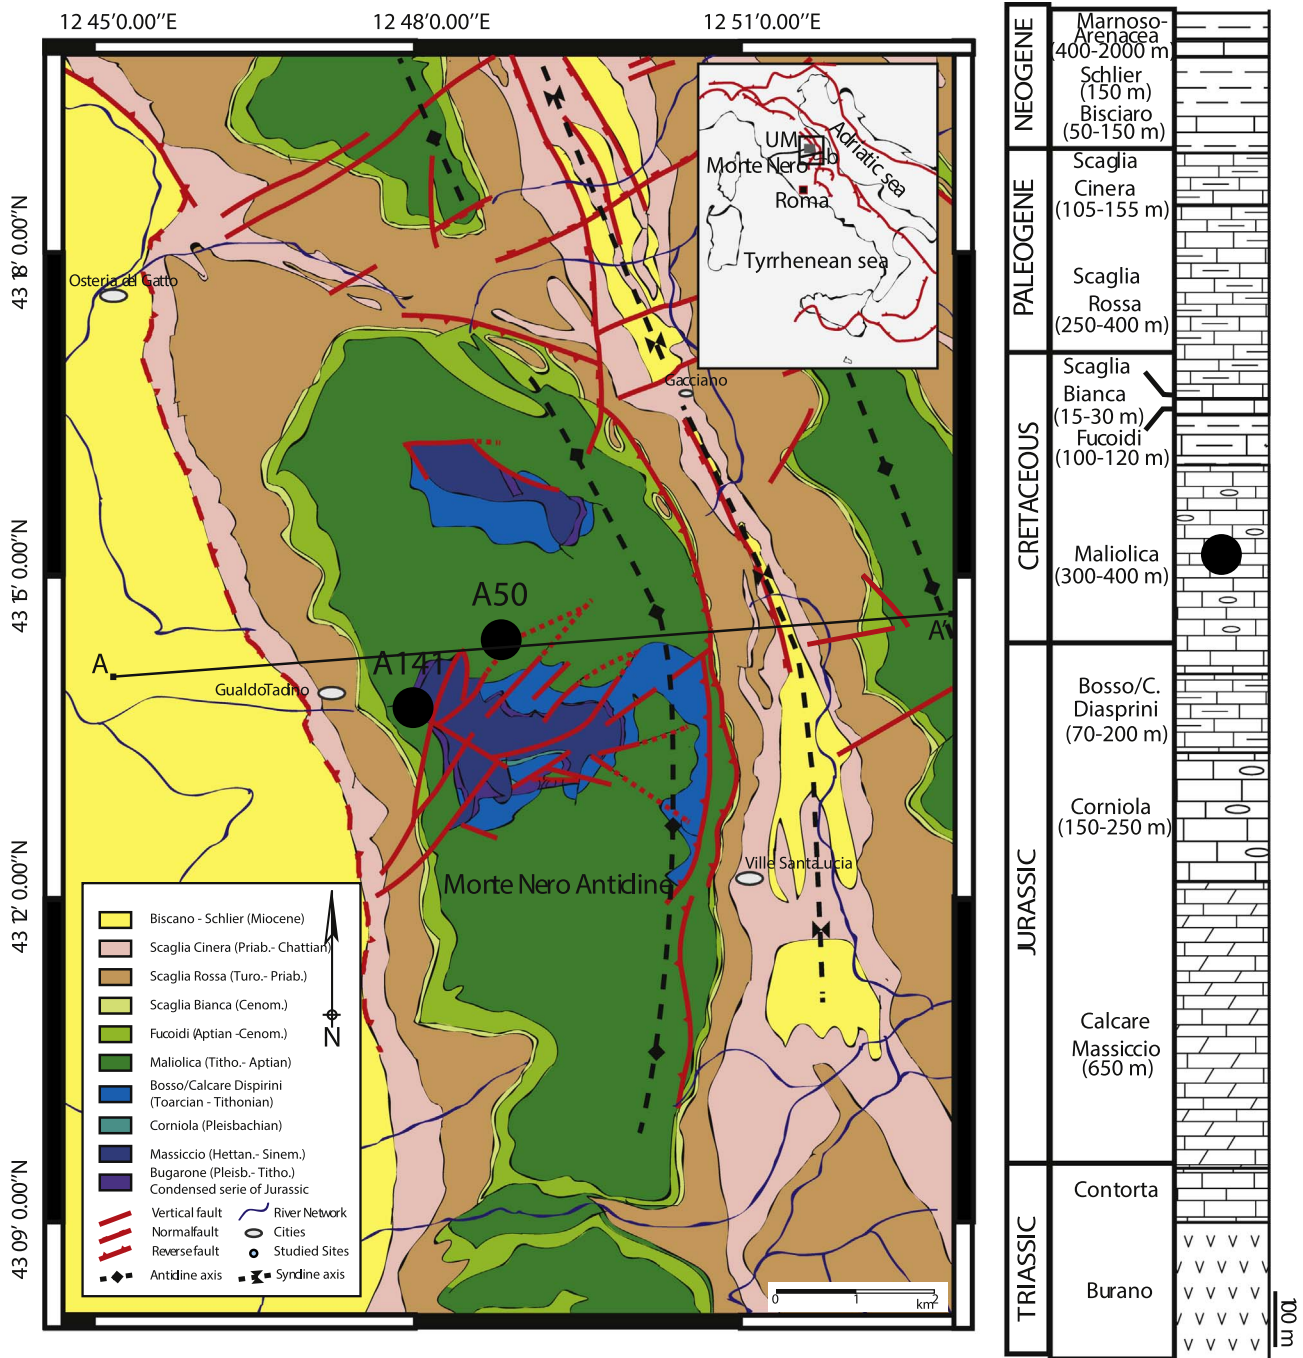 12 45’0.00’’E
12 48’0.00’’E
12 51’0.00’’E
43 18’ 0.00’’N
43 15’ 0.00’’N
43 12’ 0.00’’N
43 09’ 0.00’’N
UM
Adriatic sea
Morte Nero
Roma
Tyrrhenean sea
Osteria del Gatto
Gacciano
A50
A
A'
A141
GualdoTadino
Ville SantaLucia
Morte Nero Antidine
Biscano - Schlier (Miocene)
Scaglia Cinera (Priab.- Chattian)
Scaglia Rossa (Turo.- Priab.)
Scaglia Bianca (Cenom.)
Fucoidi (Aptian -Cenom.)
Maliolica (Titho.- Aptian)
Bosso/Calcare Dispirini
(Toarcian - Tithonian)
Corniola (Pleisbachian)
Massiccio (Hettan.- Sinem.)
Bugarone (Pleisb.- Titho.)
Condensed serie of Jurassic
N
Vertical fault
River Network
Normalfault
Cities
Reversefault
Studied Sites
Antidine axis
Syndine axis
0 1 2
km
NEOGENE
Marnoso-
Arenacea
(400-2000 m)
Schlier
(150 m)
Bisciaro
(50-150 m)
PALEOGENE
Scaglia
Cinera
(105-155 m)
Scaglia
Rossa
(250-400 m)
CRETACEOUS
Scaglia
Bianca
(15-30 m)
Fucoidi
(100-120 m)
Maliolica
(300-400 m)
JURASSIC
Bosso/C.
Diasprini
(70-200 m)
Corniola
(150-250 m)
Calcare
Massiccio
(650 m)
TRIASSIC
Contorta
Burano
100 m